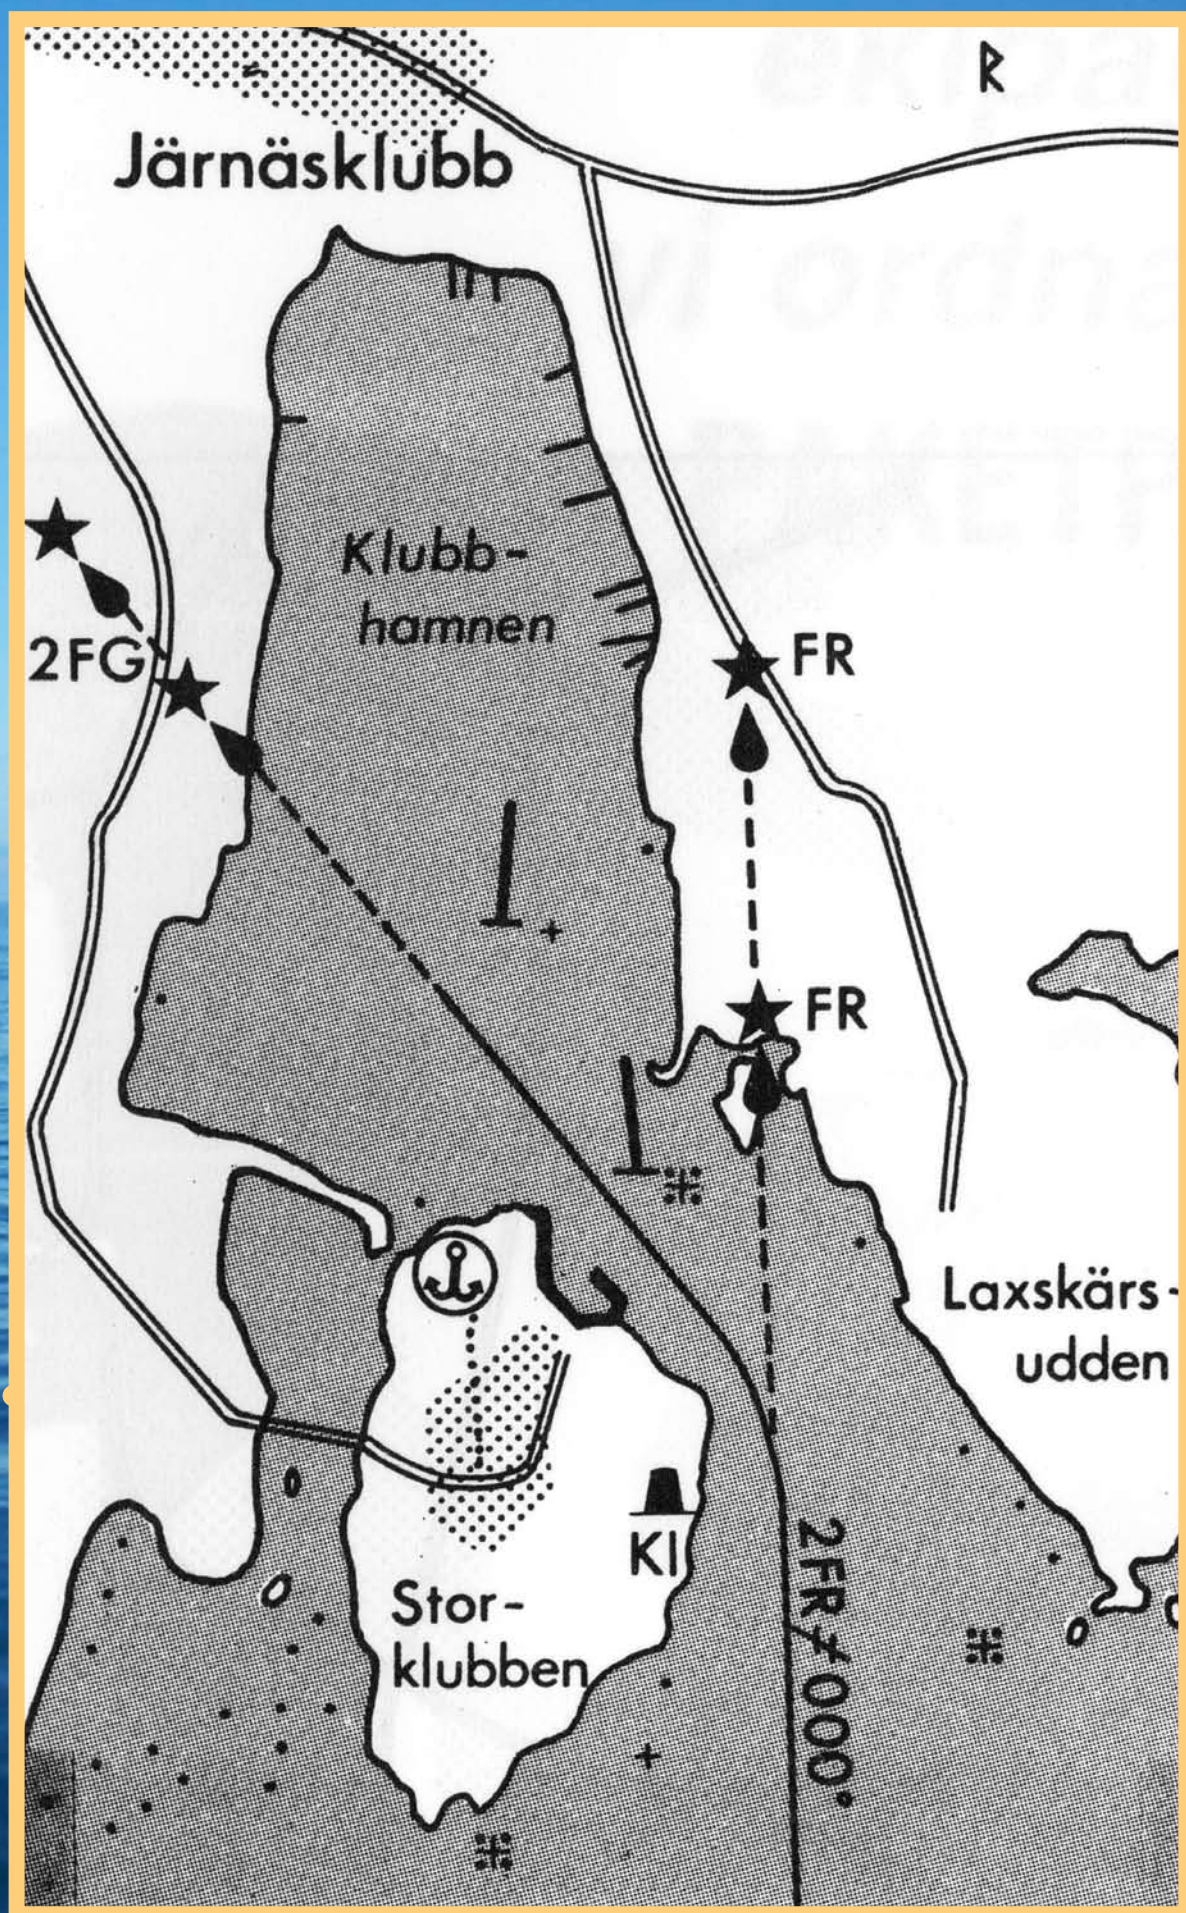 R
Järnäsklubb
Klubb-
hamnen
2FG
FR
FR
Laxskärs-
udden
Kl
Stor-
klubben
2FR ≠ 000°